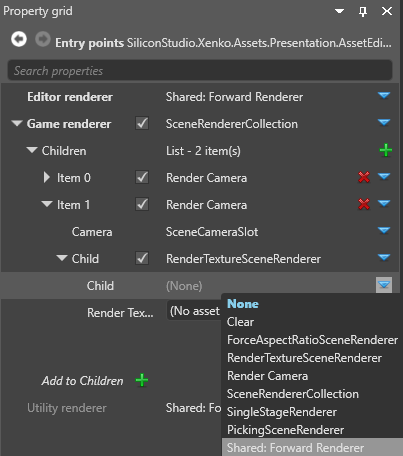 Property grid
Entry points SiliconStudio.Xenko.Assets.Presentation.AssetEdi...
Search properties
Editor renderer Shared: Forward Renderer
Game renderer SceneRendererCollection
Children List - 2 item(s)
Item 0 Render Camera
Item 1 Render Camera
Camera SceneCameraSlot
Child RenderTextureSceneRenderer
Child (None)
Render Tex... (No asset
None
Clear
ForceAspectRatioSceneRenderer
RenderTextureSceneRenderer
Render Camera
SceneRendererCollection
SingleStageRenderer
PickingSceneRenderer
Shared: Forward Renderer
Add to Children
Utility renderer Shared: Fo